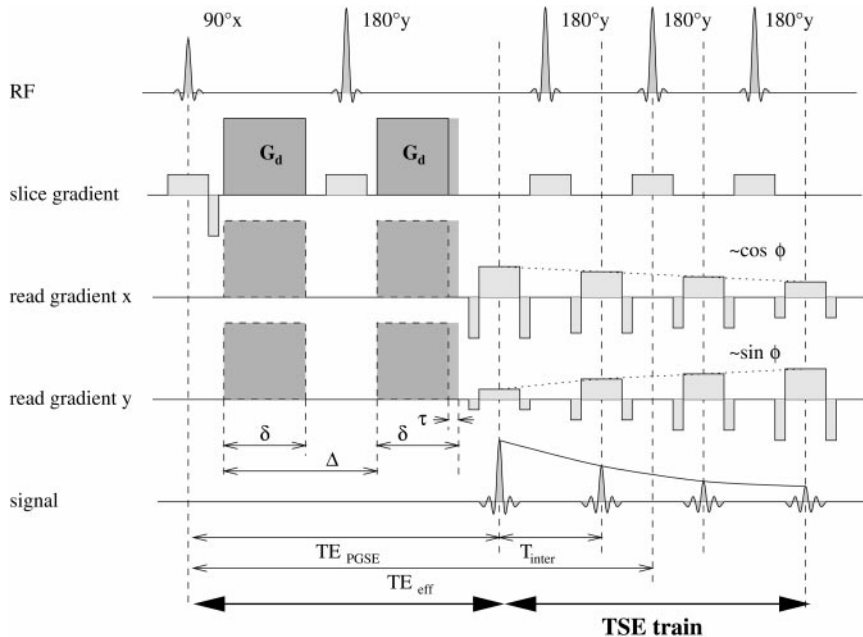 90°x 180°y 180°y 180°y 180°y
RF
G_d G_d
slice gradient
~cos ϕ
read gradient x
~sin ϕ
read gradient y
τ
δ δ
Δ
signal
TE_PGSE T_inter
TE_eff
TSE train